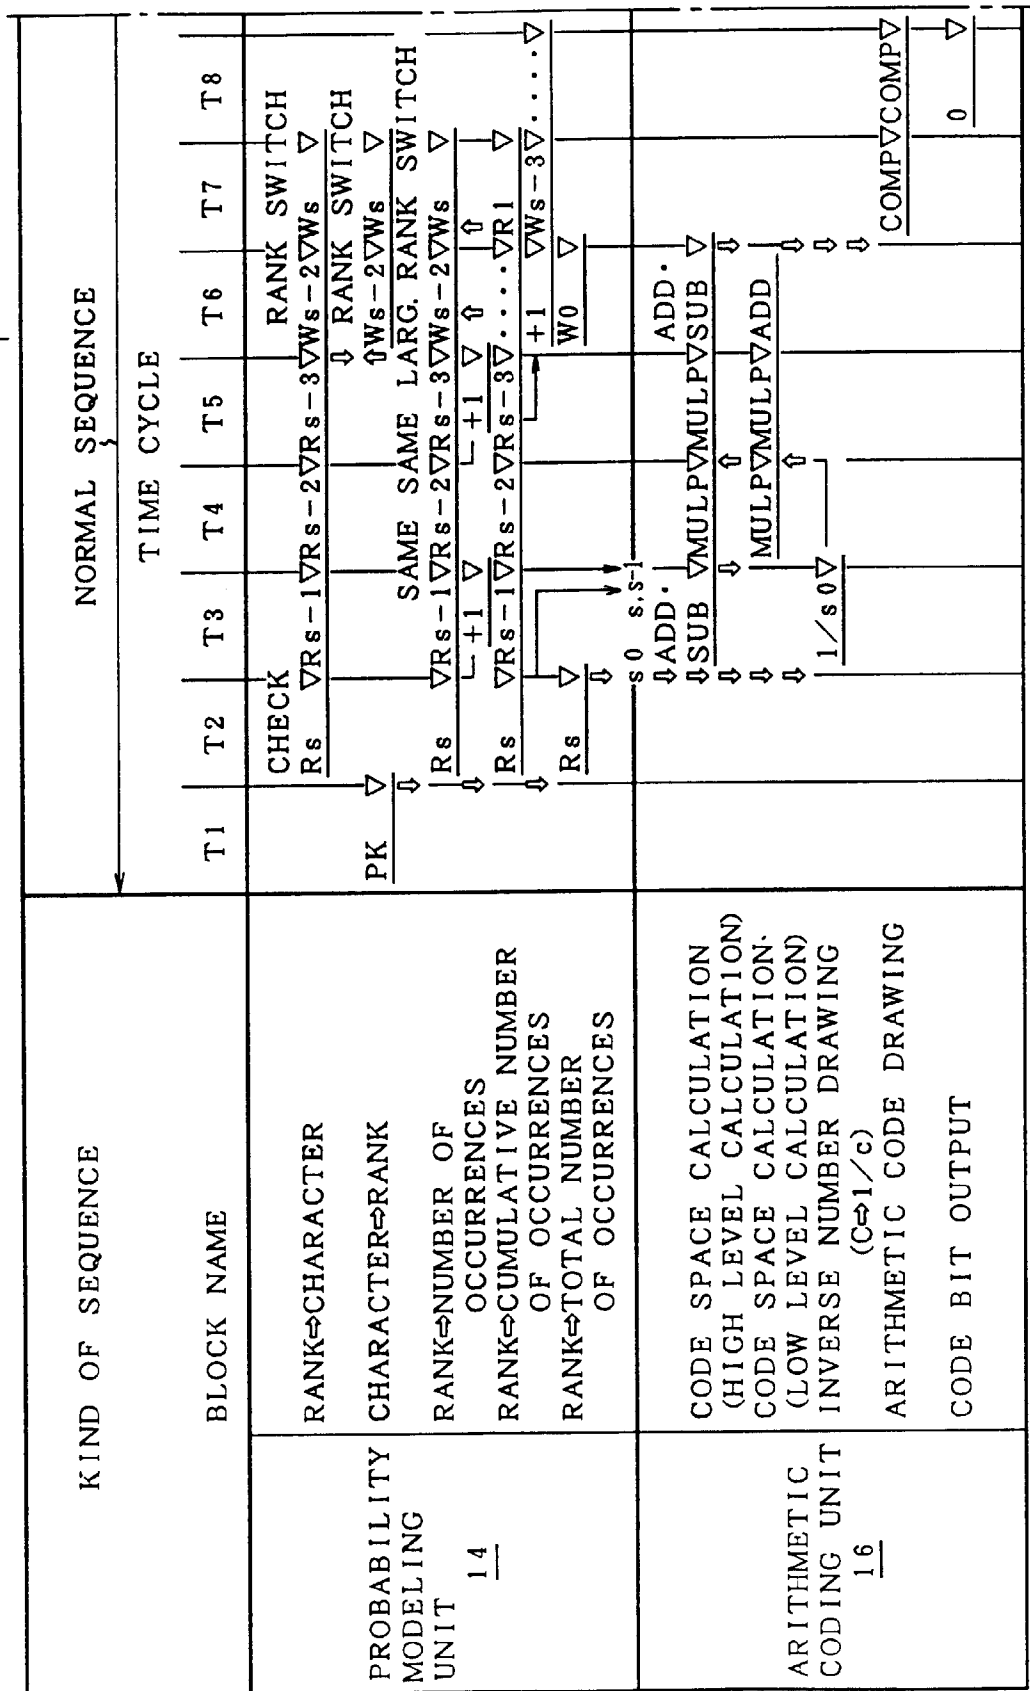 KIND OF SEQUENCE
NORMAL SEQUENCE
BLOCK NAME
TIME CYCLE
T1 T2 T3 T4 T5 T6 T7 T8
PROBABILITY
MODELING
UNIT
14
RANK⇔CHARACTER
CHECK
RANK SWITCH
Rs ▽Rs-1▽Rs-2▽Rs-3▽Ws-2▽Ws ▽
⇩ RANK SWITCH
CHARACTER⇔RANK
PK ▽
⇧Ws-2▽Ws ▽
SAME SAME LARG. RANK SWITCH
RANK⇔NUMBER OF
OCCURRENCES
Rs ▽Rs-1▽Rs-2▽Rs-3▽Ws-2▽Ws ▽
+1 ▽ +1 ▽
RANK⇔CUMULATIVE NUMBER
OF OCCURRENCES
Rs ▽Rs-1▽Rs-2▽Rs-3▽····▽R1 ▽
+1 ▽Ws-3▽·····▽
RANK⇔TOTAL NUMBER
OF OCCURRENCES
Rs ▽
W0 ▽
s0 s,s-1
ARITHMETIC
CODING UNIT
16
CODE SPACE CALCULATION
(HIGH LEVEL CALCULATION)
ADD·
SUB ▽MULP▽MULP▽SUB ▽
ADD·
CODE SPACE CALCULATION·
(LOW LEVEL CALCULATION)
MULP▽MULP▽ADD
INVERSE NUMBER DRAWING
(C⇨1/c)
1/s0▽
ARITHMETIC CODE DRAWING
COMP▽COMP▽
CODE BIT OUTPUT
0 ▽